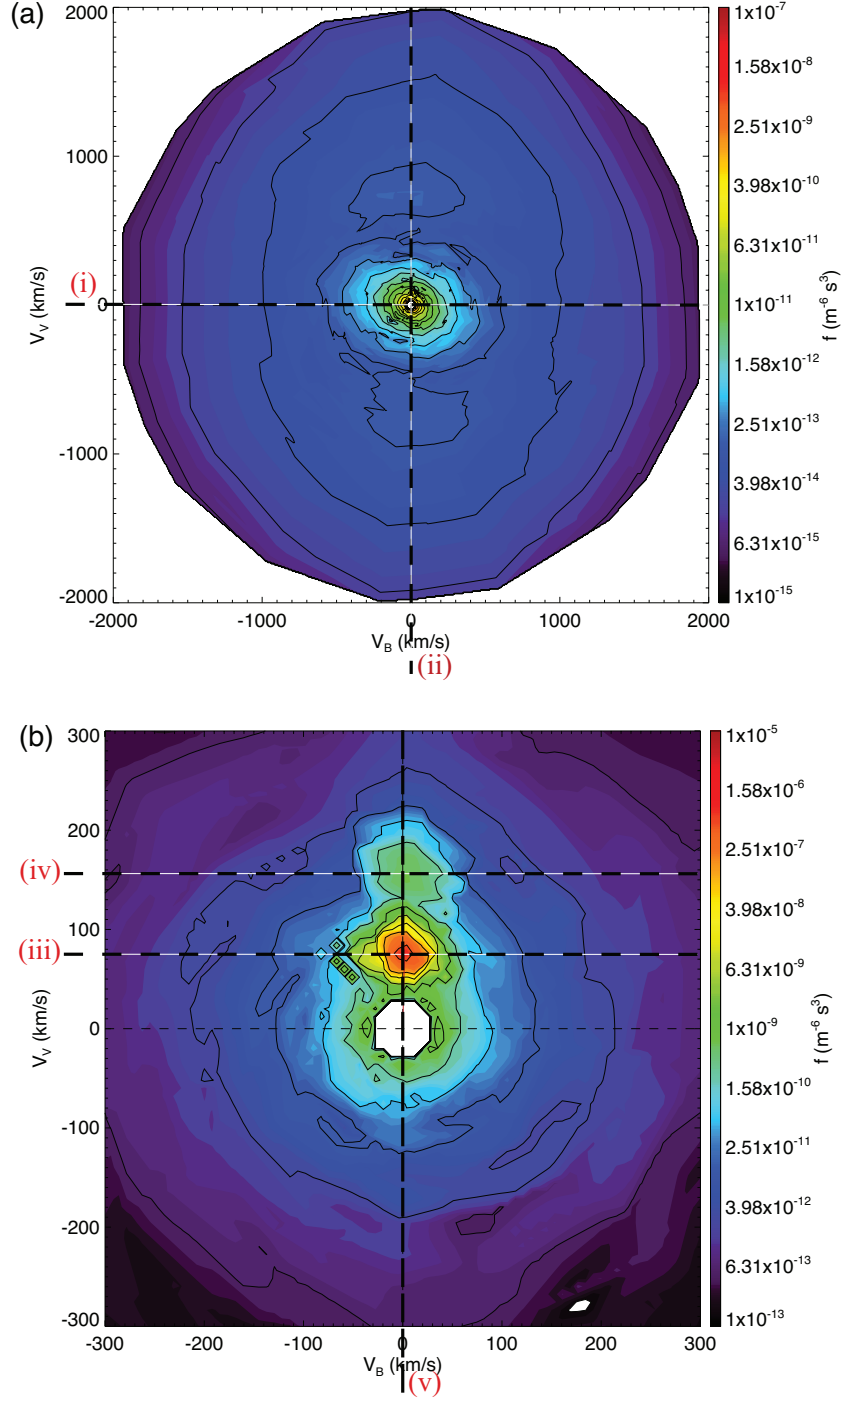 (a)
2000
1000
0
-1000
-2000
V_V (km/s)
(i)
-2000 -1000 0 1000 2000
V_B (km/s)
(ii)
1x10^-7
1.58x10^-8
2.51x10^-9
3.98x10^-10
6.31x10^-11
1x10^-11
1.58x10^-12
2.51x10^-13
3.98x10^-14
6.31x10^-15
1x10^-15
f (m^-6 s^3)
(b)
300
200
100
0
-100
-200
-300
V_V (km/s)
(iv)
(iii)
-300 -200 -100 0 100 200 300
V_B (km/s)
(v)
1x10^-5
1.58x10^-6
2.51x10^-7
3.98x10^-8
6.31x10^-9
1x10^-9
1.58x10^-10
2.51x10^-11
3.98x10^-12
6.31x10^-13
1x10^-13
f (m^-6 s^3)